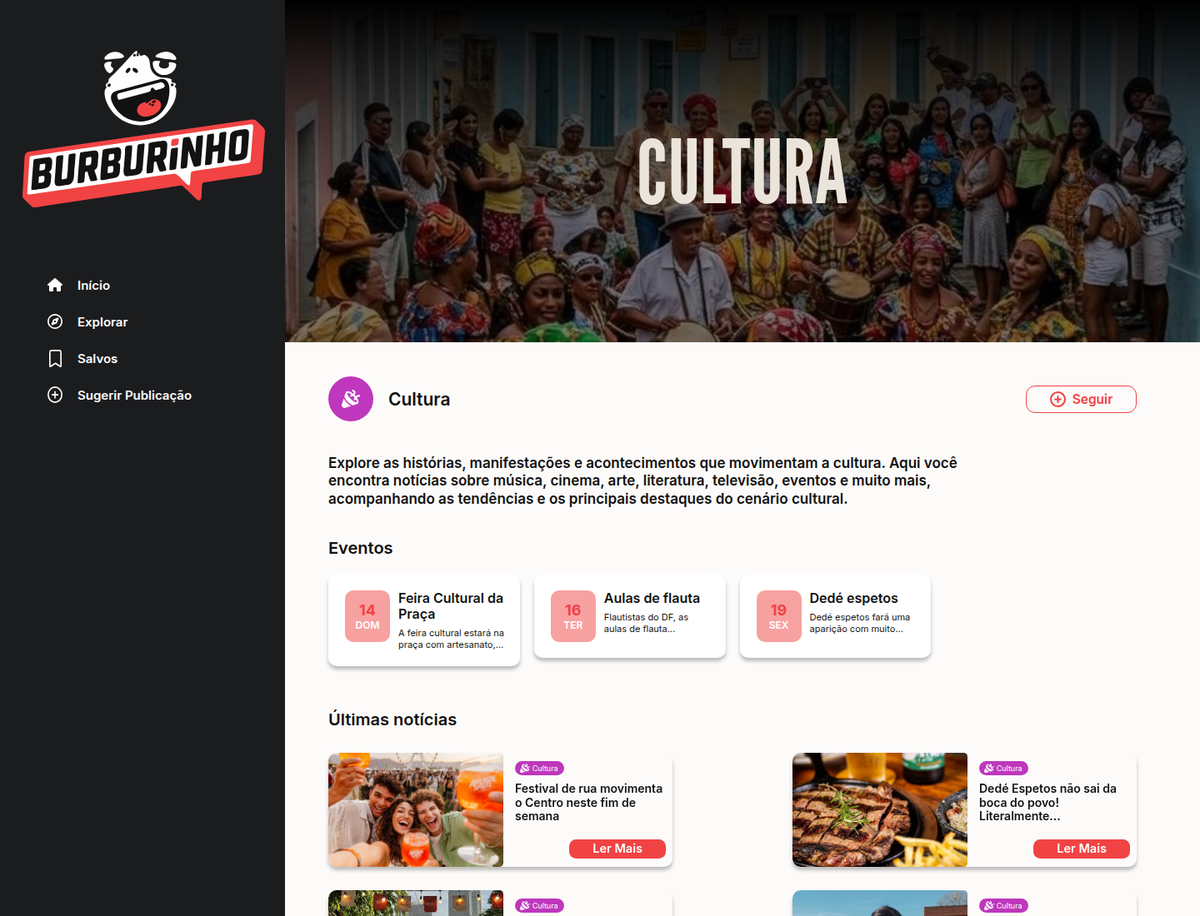 BURBURiNHO
Início
Explorar
Salvos
Sugerir Publicação
CULTURA
Cultura
Seguir
Explore as histórias, manifestações e acontecimentos que movimentam a cultura. Aqui você
encontra notícias sobre música, cinema, arte, literatura, televisão, eventos e muito mais,
acompanhando as tendências e os principais destaques do cenário cultural.
Eventos
14
DOM
Feira Cultural da
Praça
A feira cultural estará na
praça com artesanato,...
16
TER
Aulas de flauta
Flautistas do DF, as
aulas de flauta...
19
SEX
Dedé espetos
Dedé espetos fará uma
aparição com muito...
Últimas notícias
Cultura
Festival de rua movimenta
o Centro neste fim de
semana
Ler Mais
Cultura
Dedé Espetos não sai da
boca do povo!
Literalmente...
Ler Mais
Cultura
Cultura